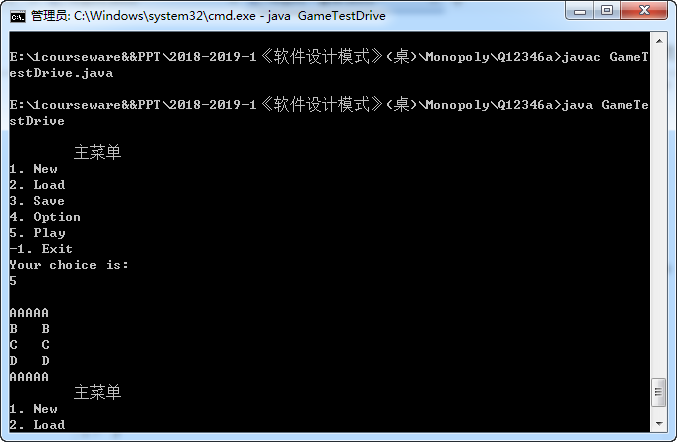 管理员: C:\Windows\system32\cmd.exe - java  GameTestDrive
E:\1courseware&&PPT\2018-2019-1《软件设计模式》(桌)\Monopoly\Q12346a>javac GameT
estDrive.java
E:\1courseware&&PPT\2018-2019-1《软件设计模式》(桌)\Monopoly\Q12346a>java GameTe
stDrive
主菜单
1. New
2. Load
3. Save
4. Option
5. Play
-1. Exit
Your choice is:
5
AAAAA
B   B
C   C
D   D
AAAAA
主菜单
1. New
2. Load